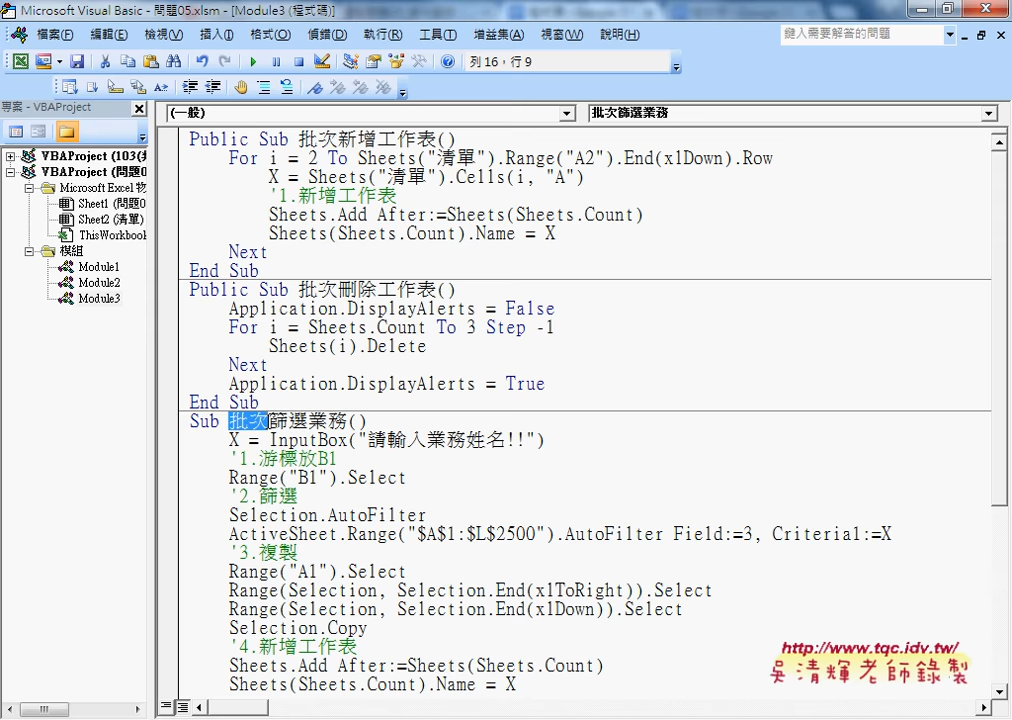 Microsoft Visual Basic - 問題05.xlsm - [Module3 (程式碼)]
檔案(F) 編輯(E) 檢視(V) 插入(I) 格式(O) 偵錯(D) 執行(R) 工具(T) 增益集(A) 視窗(W) 說明(H) 鍵入需要解答的問題
列 16，行 9
專案 - VBAProject
(一般) 批次篩選業務
VBAProject (103(
VBAProject (問題0
Microsoft Excel 物
Sheet1 (問題0
Sheet2 (清單)
ThisWorkbook
模組
Module1
Module2
Module3
Public Sub 批次新增工作表()
For i = 2 To Sheets("清單").Range("A2").End(xlDown).Row
X = Sheets("清單").Cells(i, "A")
'1.新增工作表
Sheets.Add After:=Sheets(Sheets.Count)
Sheets(Sheets.Count).Name = X
Next
End Sub
Public Sub 批次刪除工作表()
Application.DisplayAlerts = False
For i = Sheets.Count To 3 Step -1
Sheets(i).Delete
Next
Application.DisplayAlerts = True
End Sub
Sub 批次篩選業務()
X = InputBox("請輸入業務姓名!!")
'1.游標放B1
Range("B1").Select
'2.篩選
Selection.AutoFilter
ActiveSheet.Range("$A$1:$L$2500").AutoFilter Field:=3, Criteria1:=X
'3.複製
Range("A1").Select
Range(Selection, Selection.End(xlToRight)).Select
Range(Selection, Selection.End(xlDown)).Select
Selection.Copy
'4.新增工作表
Sheets.Add After:=Sheets(Sheets.Count)
Sheets(Sheets.Count).Name = X
http://www.tqc.idv.tw/
吳清輝老師錄製